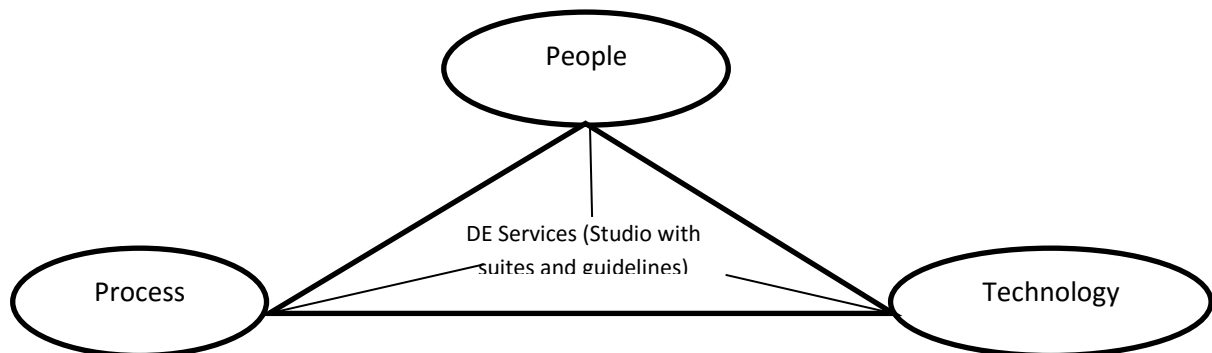 People
DE Services (Studio with
suites and guidelines)
Process
Technology